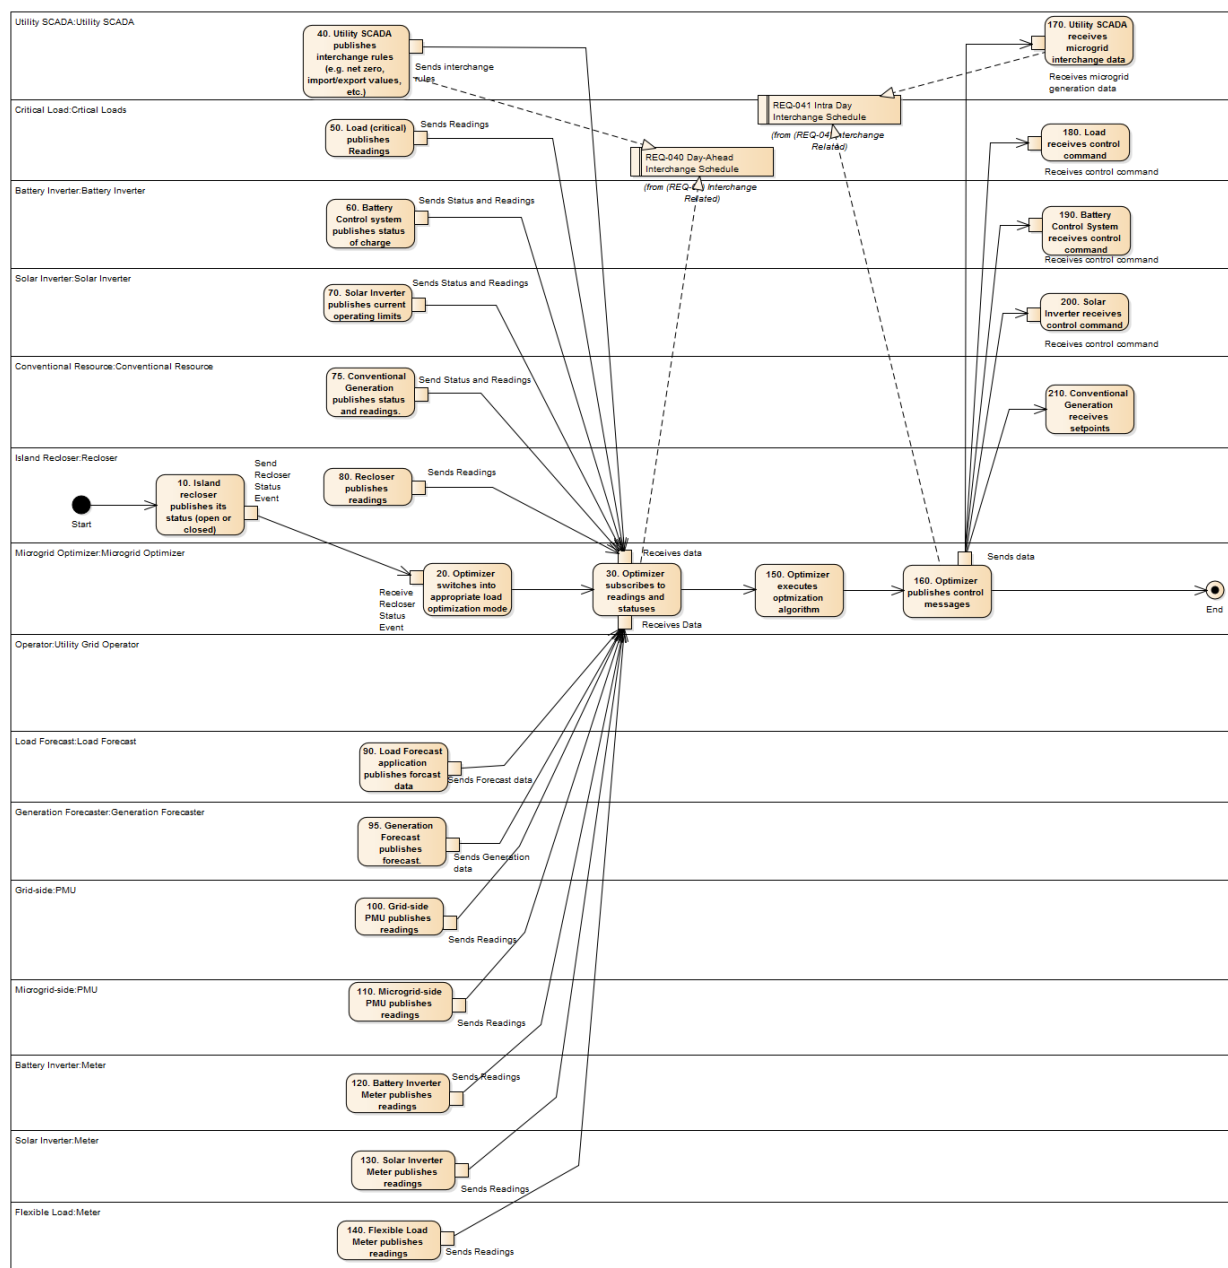 Utility SCADA:Utility SCADA
40. Utility SCADA
publishes
interchange rules
(e.g. net zero,
import/export values,
etc.)
Sends interchange
rules
170. Utility SCADA
receives
microgrid
interchange data
Receives microgrid
generation data
REQ-041 Intra Day
Interchange Schedule
Related)
Critical Load:Crtical Loads
50. Load (critical)
publishes
Readings
Sends Readings
REQ-040 Day-Ahead
Interchange Schedule
Related)
180. Load
receives control
command
Receives control command
Battery Inverter:Battery Inverter
60. Battery
Control system
publishes status
of charge
Sends Status and Readings
190. Battery
Control System
receives control
command
Receives control command
Solar Inverter:Solar Inverter
70. Solar Inverter
publishes current
operating limits
Sends Status and Readings
200. Solar
Inverter receives
control command
Receives control command
Conventional Resource:Conventional Resource
75. Conventional
Generation
publishes status
and readings.
Send Status and Readings
210. Conventional
Generation
receives
setpoints
Island Recloser:Recloser
Start
10. Island
recloser
publishes its
status (open or
closed)
Send
Recloser
Status
Event
80. Recloser
publishes
readings
Sends Readings
Microgrid Optimizer:Microgrid Optimizer
Receive
Recloser
Status
Event
20. Optimizer
switches into
appropriate load
optimization mode
Receives data
30. Optimizer
subscribes to
readings and
statuses
Receives Data
150. Optimizer
executes
optmization
algorithm
160. Optimizer
publishes control
messages
Sends data
End
Operator:Utility Grid Operator
Load Forecast:Load Forecast
90. Load Forecast
application
publishes forcast
data
Sends Forecast data
Generation Forecaster:Generation Forecaster
95. Generation
Forecast
publishes
forecast.
Sends Generation
data
Grid-side:PMU
100. Grid-side
PMU publishes
readings
Sends Readings
Microgrid-side:PMU
110. Microgrid-side
PMU publishes
readings
Sends Readings
Battery Inverter:Meter
120. Battery Inverter
Meter publishes
readings
Sends Readings
Solar Inverter:Meter
130. Solar Inverter
Meter publishes
readings
Sends Readings
Flexible Load:Meter
140. Flexible Load
Meter publishes
readings
Sends Readings